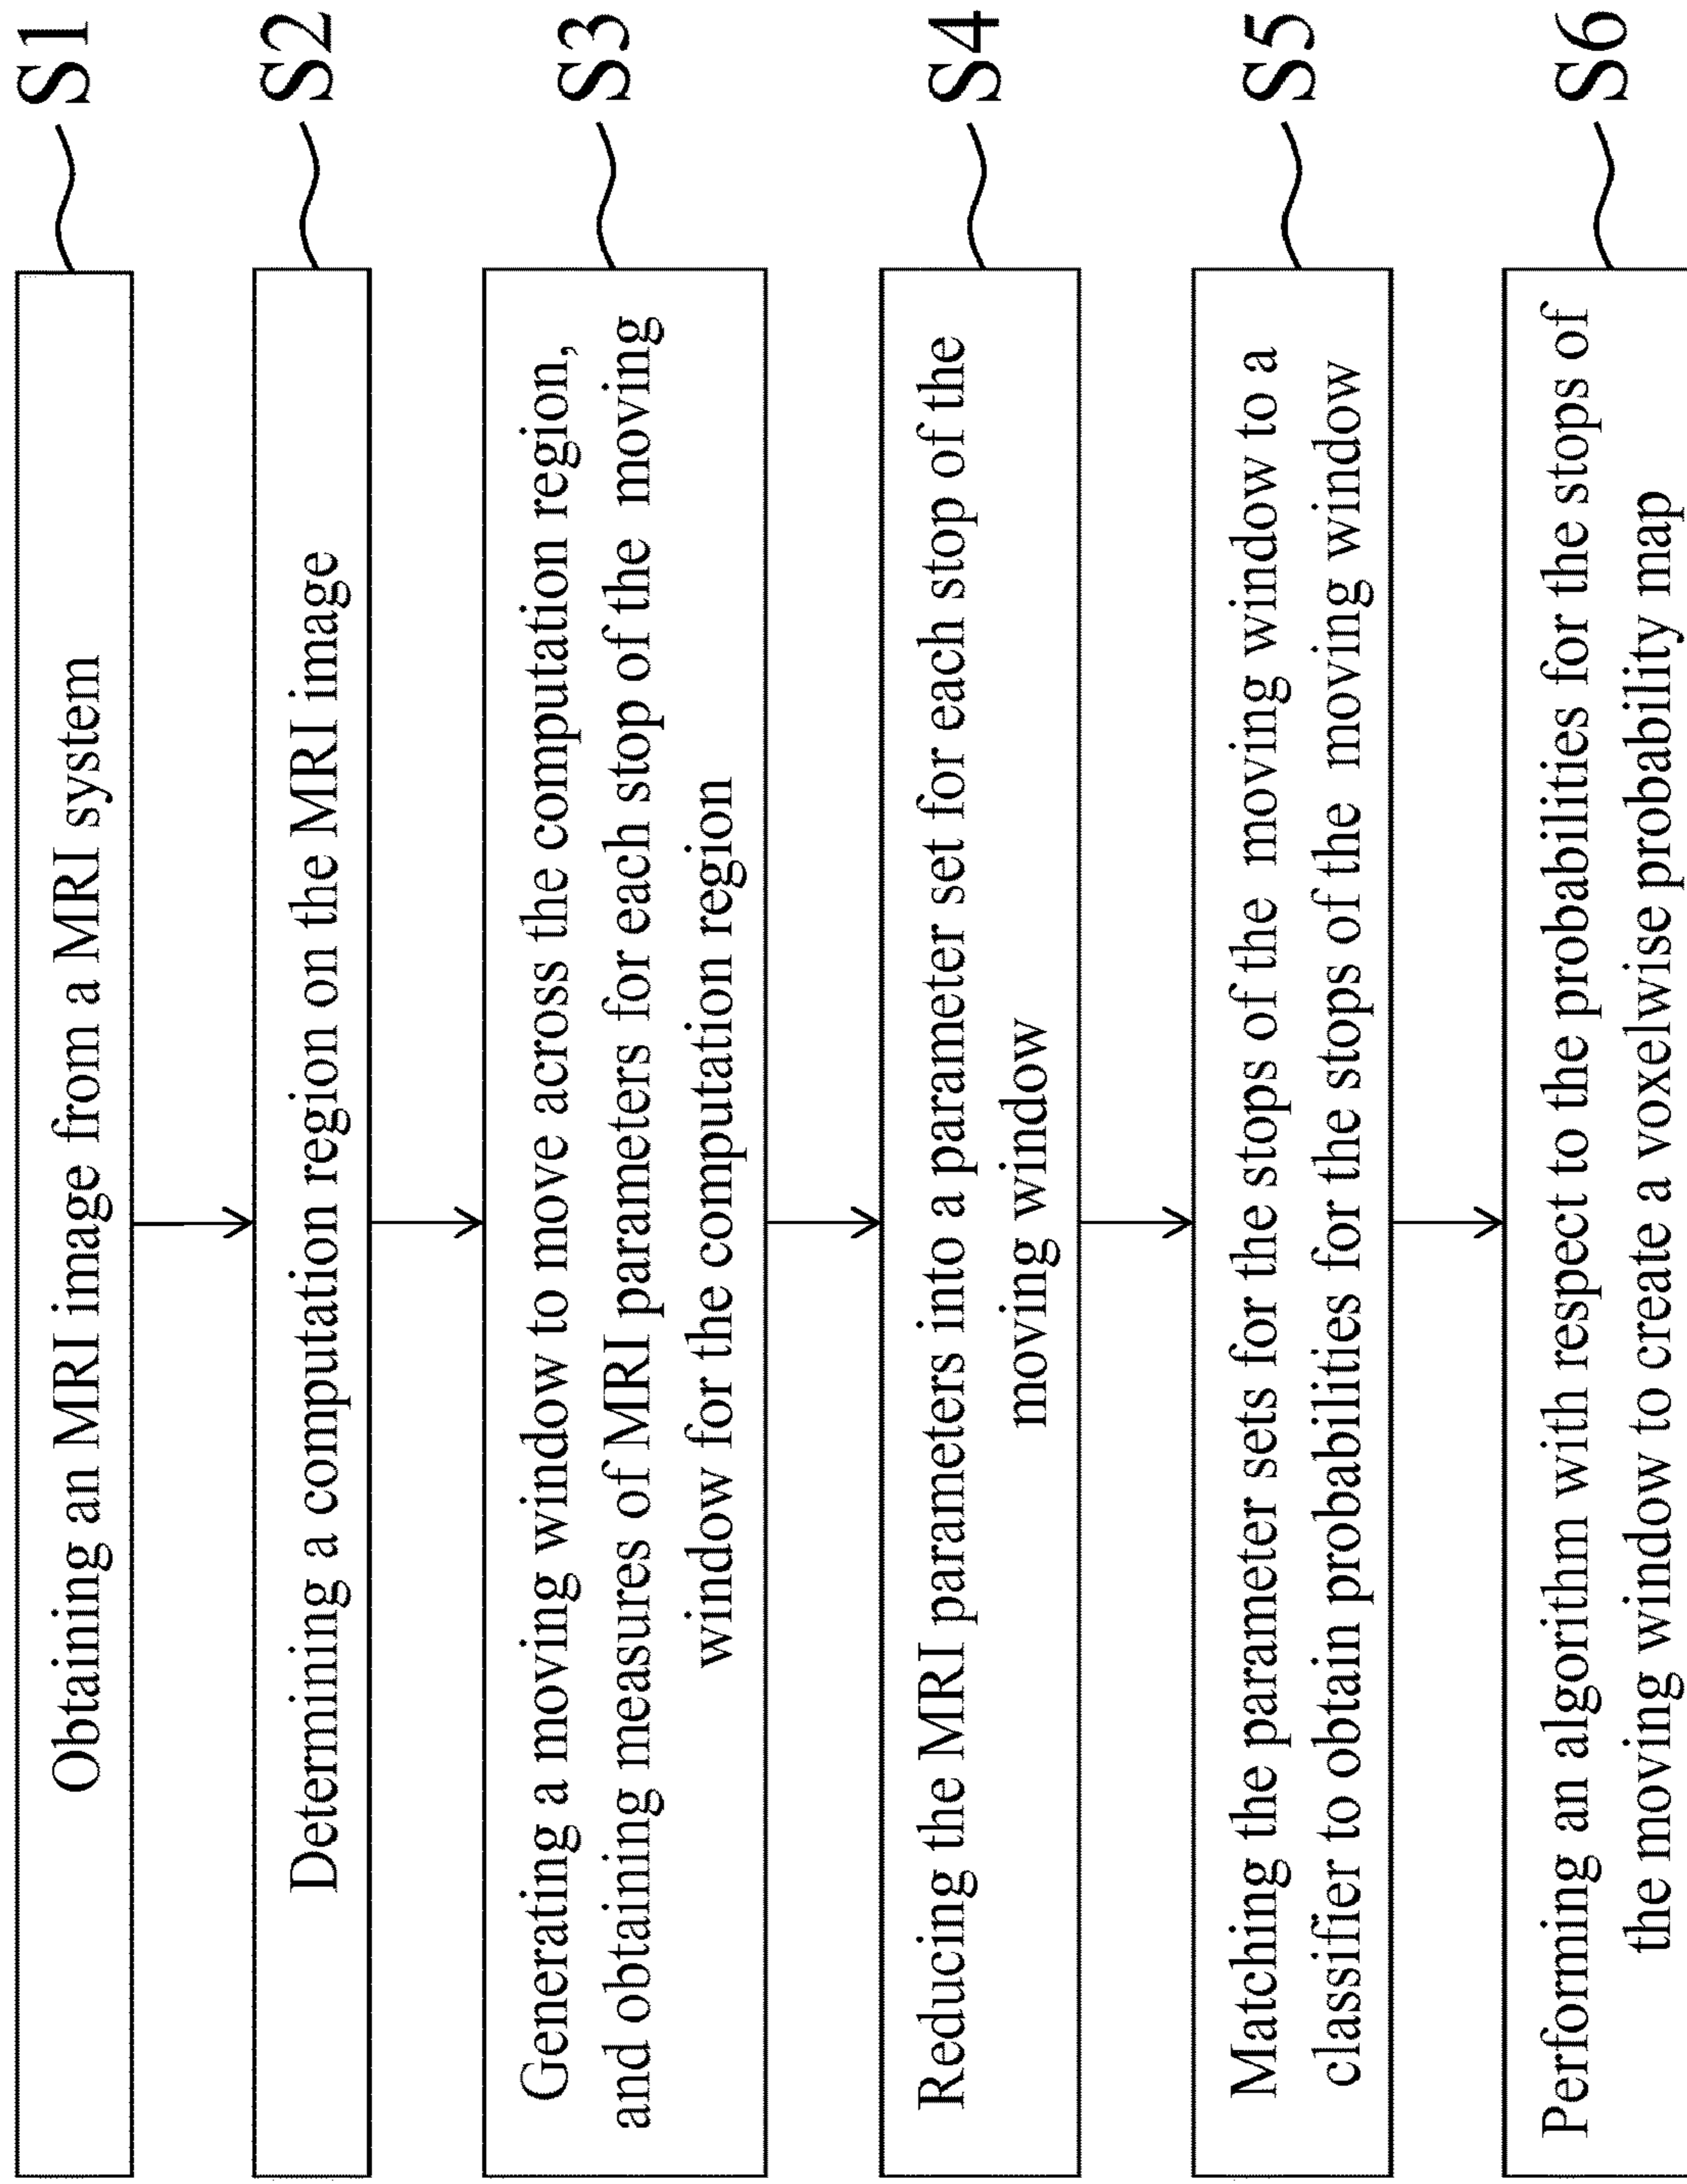 Obtaining an MRI image from a MRI system
S1
Determining a computation region on the MRI image
S2
Generating a moving window to move across the computation region,
and obtaining measures of MRI parameters for each stop of the moving
window for the computation region
S3
Reducing the MRI parameters into a parameter set for each stop of the
moving window
S4
Matching the parameter sets for the stops of the moving window to a
classifier to obtain probabilities for the stops of the moving window
S5
Performing an algorithm with respect to the probabilities for the stops of
the moving window to create a voxelwise probability map
S6